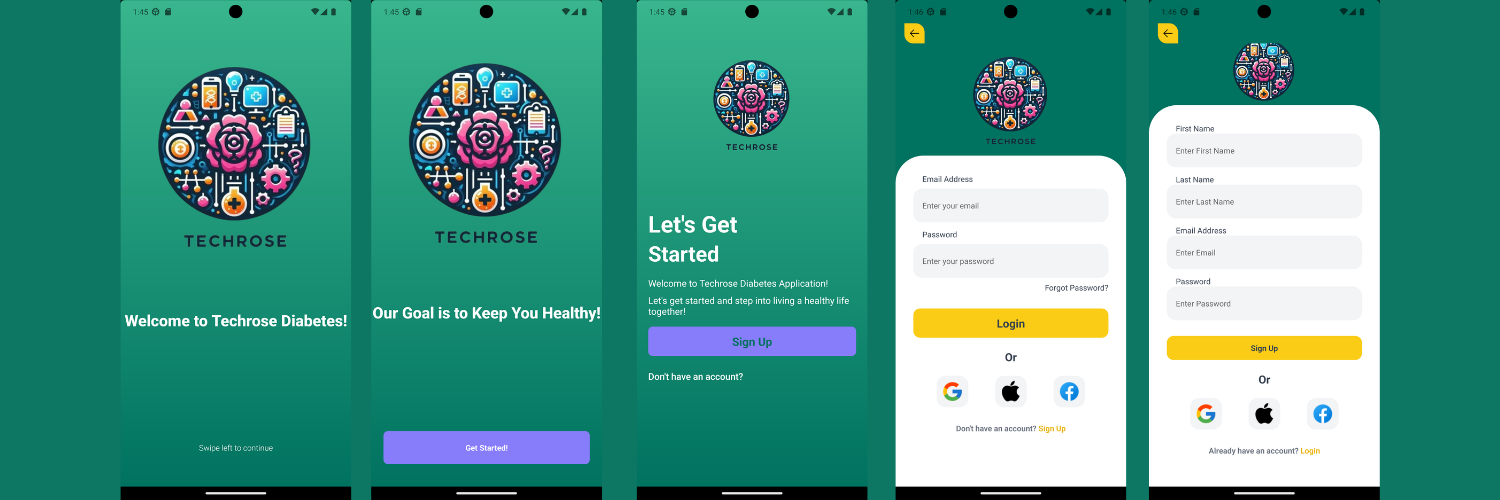 1:45
TECHROSE
Welcome to Techrose Diabetes!
Swipe left to continue
1:45
TECHROSE
Our Goal is to Keep You Healthy!
Get Started!
1:45
TECHROSE
Let's Get
Started
Welcome to Techrose Diabetes Application!
Let's get started and step into living a healthy life
together!
Sign Up
Don't have an account?
1:46
TECHROSE
Email Address
Enter your email
Password
Enter your password
Forgot Password?
Login
Or
Don't have an account? Sign Up
1:46
First Name
Enter First Name
Last Name
Enter Last Name
Email Address
Enter Email
Password
Enter Password
Sign Up
Or
Already have an account? Login